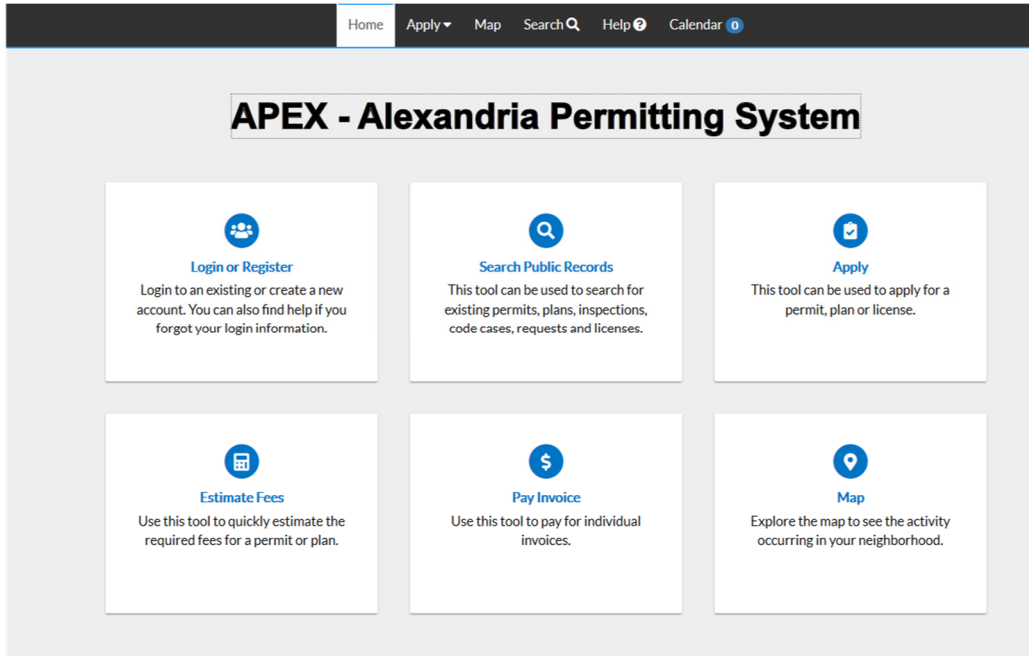 Home Apply Map Search Help Calendar 0
APEX - Alexandria Permitting System
Login or Register
Login to an existing or create a new
account. You can also find help if you
forgot your login information.
Search Public Records
This tool can be used to search for
existing permits, plans, inspections,
code cases, requests and licenses.
Apply
This tool can be used to apply for a
permit, plan or license.
Estimate Fees
Use this tool to quickly estimate the
required fees for a permit or plan.
Pay Invoice
Use this tool to pay for individual
invoices.
Map
Explore the map to see the activity
occurring in your neighborhood.